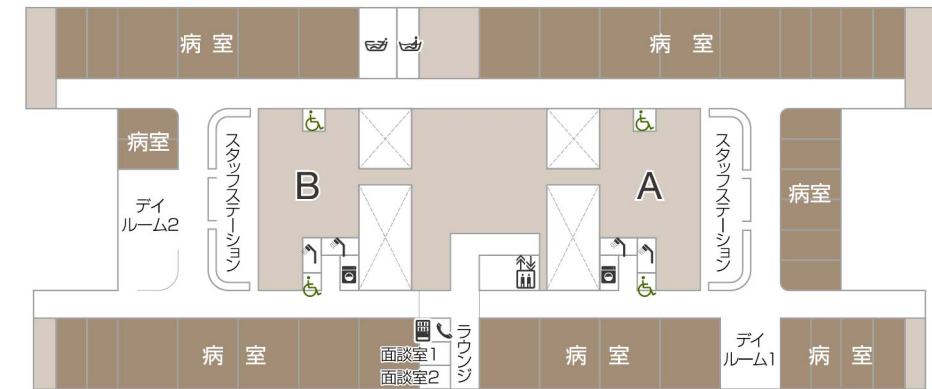 病 室
病 室
病室
デイ
ルーム2
スタッフステーション
B
A
スタッフステーション
病室
病 室
面談室1
面談室2
ラウンジ
病 室
デイ
ルーム1
病 室